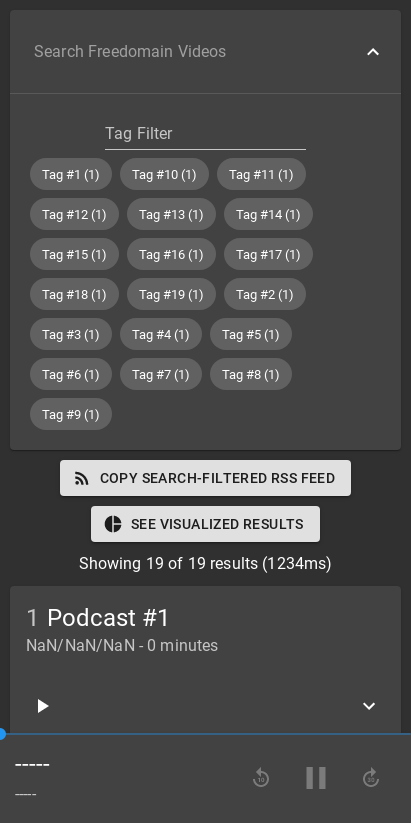 Search Freedomain Videos
Tag Filter
Tag #1 (1) Tag #10 (1) Tag #11 (1)
Tag #12 (1) Tag #13 (1) Tag #14 (1)
Tag #15 (1) Tag #16 (1) Tag #17 (1)
Tag #18 (1) Tag #19 (1) Tag #2 (1)
Tag #3 (1) Tag #4 (1) Tag #5 (1)
Tag #6 (1) Tag #7 (1) Tag #8 (1)
Tag #9 (1)
COPY SEARCH-FILTERED RSS FEED
SEE VISUALIZED RESULTS
Showing 19 of 19 results (1234ms)
1 Podcast #1
NaN/NaN/NaN - 0 minutes
-----
-----
10 10